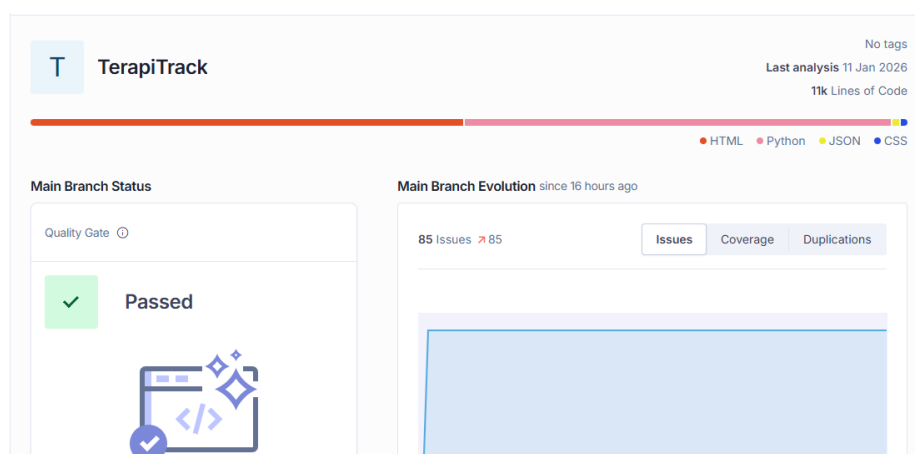 T
TerapiTrack
No tags
Last analysis 11 Jan 2026
11k Lines of Code
HTML Python JSON CSS
Main Branch Status
Quality Gate
Passed
</>
Main Branch Evolution since 16 hours ago
85 Issues 85
Issues Coverage Duplications